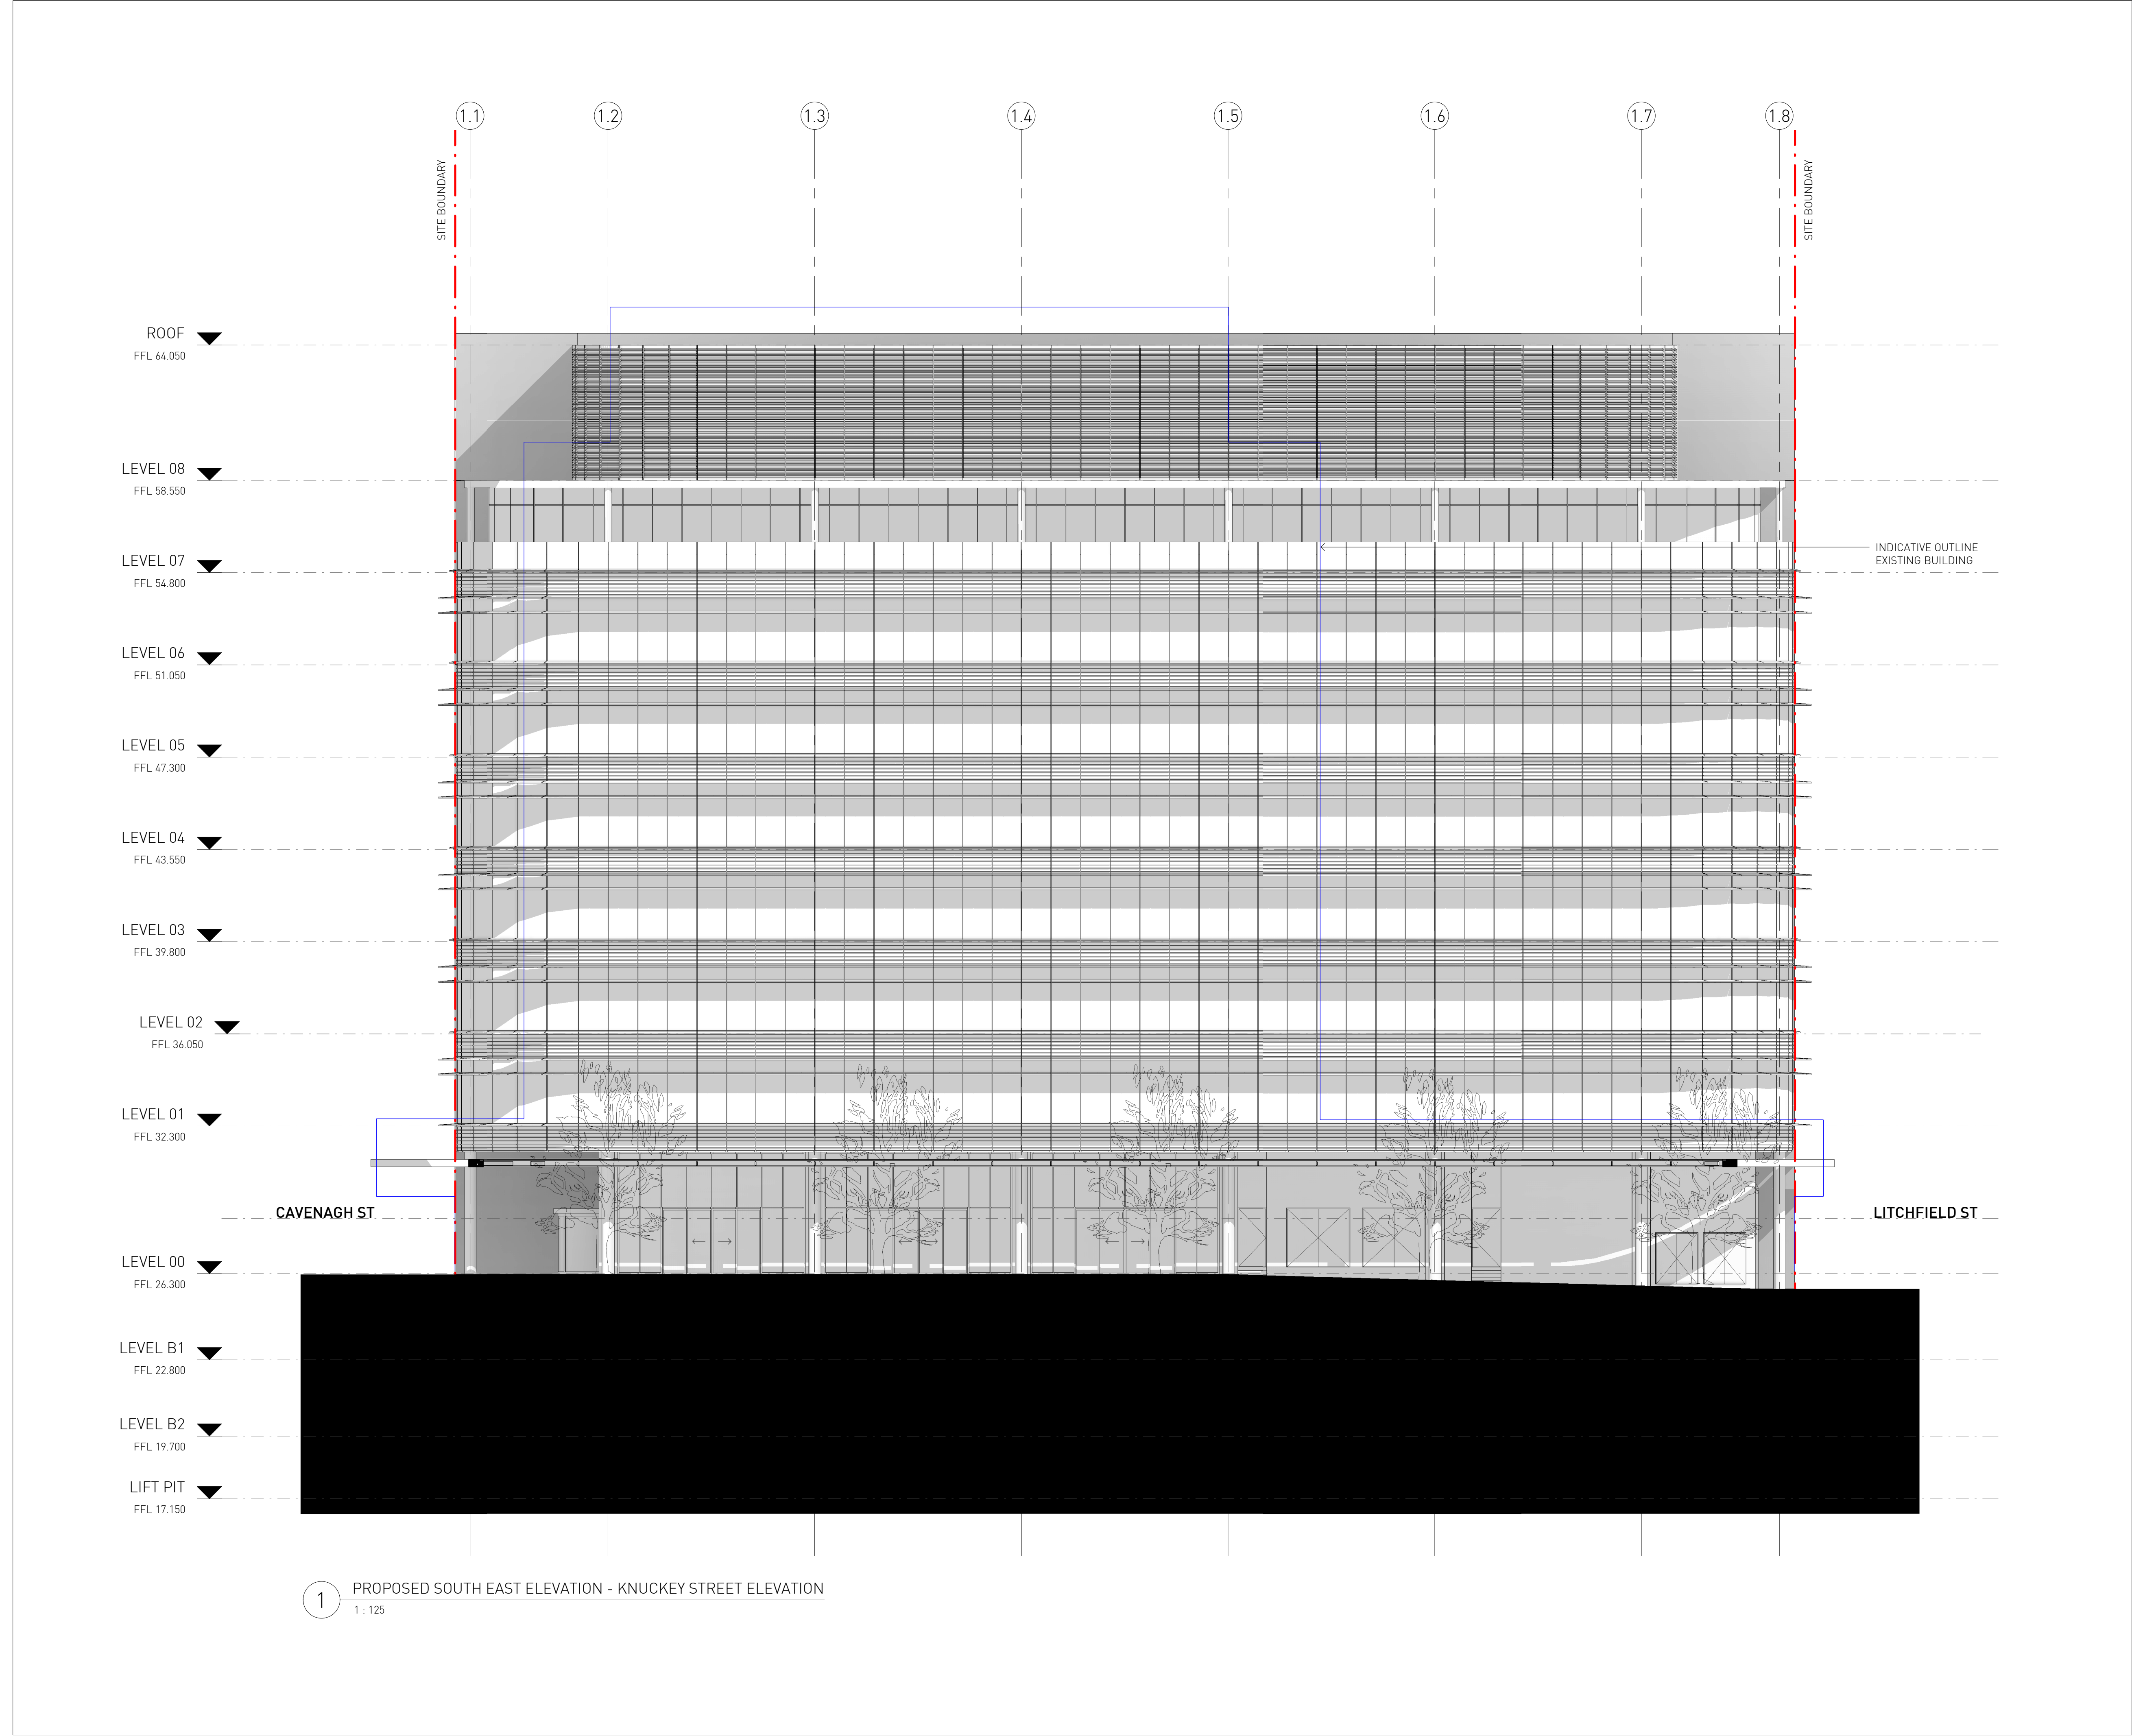 1.1
1.2
1.3
1.4
1.5
1.6
1.7
1.8
SITE BOUNDARY
SITE BOUNDARY
ROOF
FFL 64.050
LEVEL 08
FFL 58.550
INDICATIVE OUTLINE
EXISTING BUILDING
LEVEL 07
FFL 54.800
LEVEL 06
FFL 51.050
LEVEL 05
FFL 47.300
LEVEL 04
FFL 43.550
LEVEL 03
FFL 39.800
LEVEL 02
FFL 36.050
LEVEL 01
FFL 32.300
CAVENAGH ST
LITCHFIELD ST
LEVEL 00
FFL 26.300
LEVEL B1
FFL 22.800
LEVEL B2
FFL 19.700
LIFT PIT
FFL 17.150
1
PROPOSED SOUTH EAST ELEVATION - KNUCKEY STREET ELEVATION
1 : 125